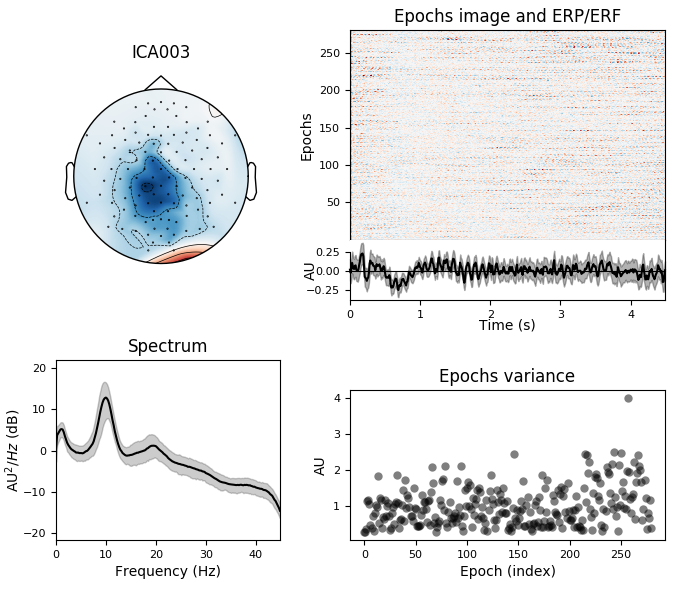 ICA003
Epochs image and ERP/ERF
Epochs
250
200
150
100
50
AU
0.25
0.00
−0.25
0 1 2 3 4
Time (s)
Spectrum
AU²/Hz (dB)
20
10
0
−10
−20
0 10 20 30 40
Frequency (Hz)
Epochs variance
AU
4
3
2
1
0 50 100 150 200 250
Epoch (index)